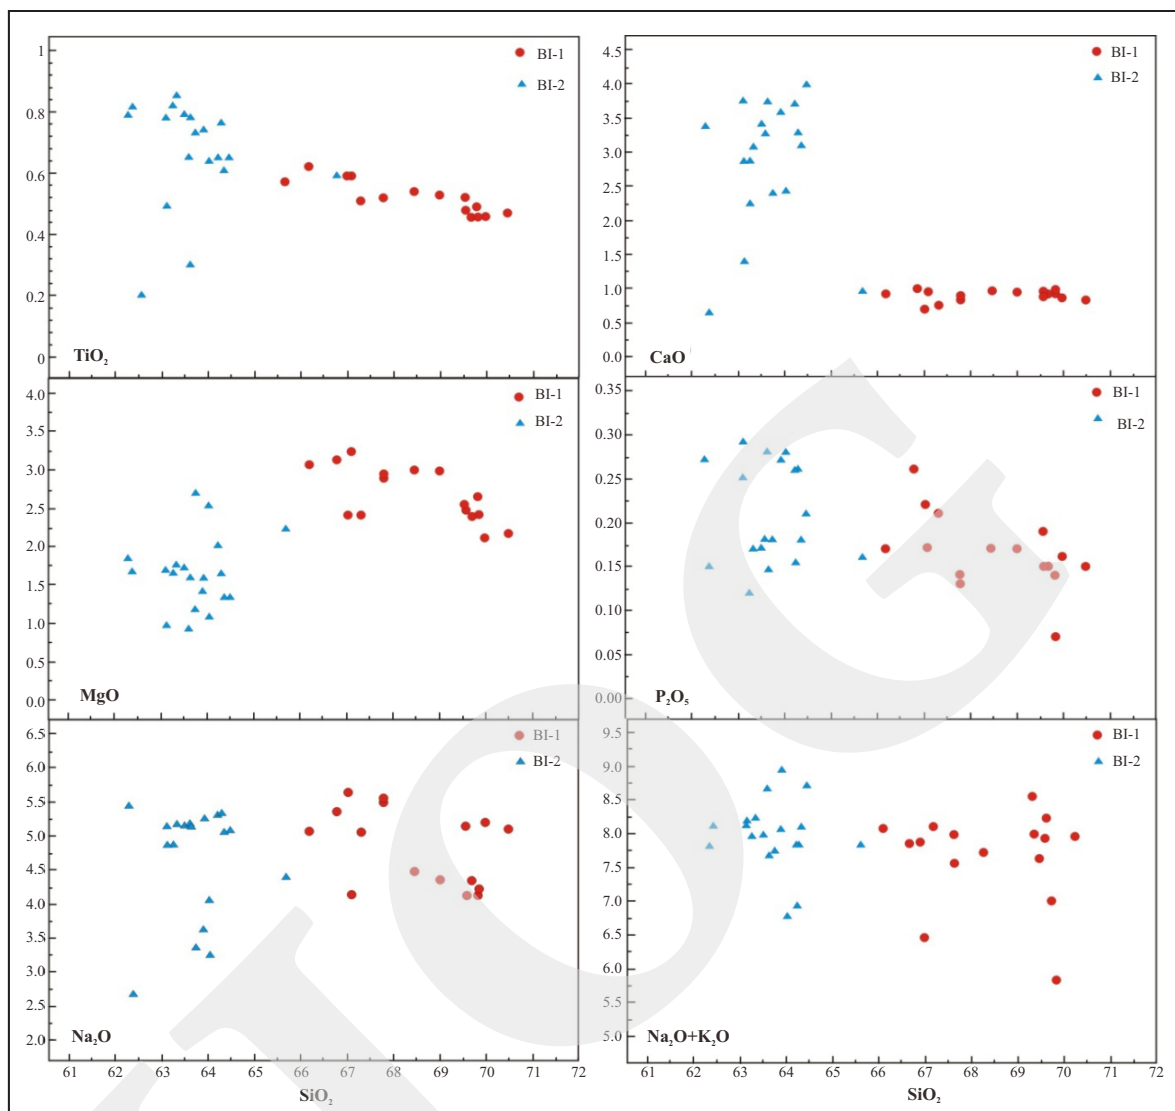 1
0.8
0.6
0.4
0.2
0
BI-1
BI-2
TiO₂
4.5
4.0
3.5
3.0
2.5
2.0
1.5
1.0
0.5
0.0
BI-1
BI-2
CaO
4.0
3.5
3.0
2.5
2.0
1.5
1.0
0.5
0.0
BI-1
BI-2
MgO
0.35
0.30
0.25
0.20
0.15
0.10
0.05
0.00
BI-1
BI-2
P₂O₅
6.5
6.0
5.5
5.0
4.5
4.0
3.5
3.0
2.5
2.0
BI-1
BI-2
Na₂O
61 62 63 64 65 66 67 68 69 70 71 72
SiO₂
9.5
9.0
8.5
8.0
7.5
7.0
6.5
6.0
5.5
5.0
BI-1
BI-2
Na₂O+K₂O
61 62 63 64 65 66 67 68 69 70 71 72
SiO₂